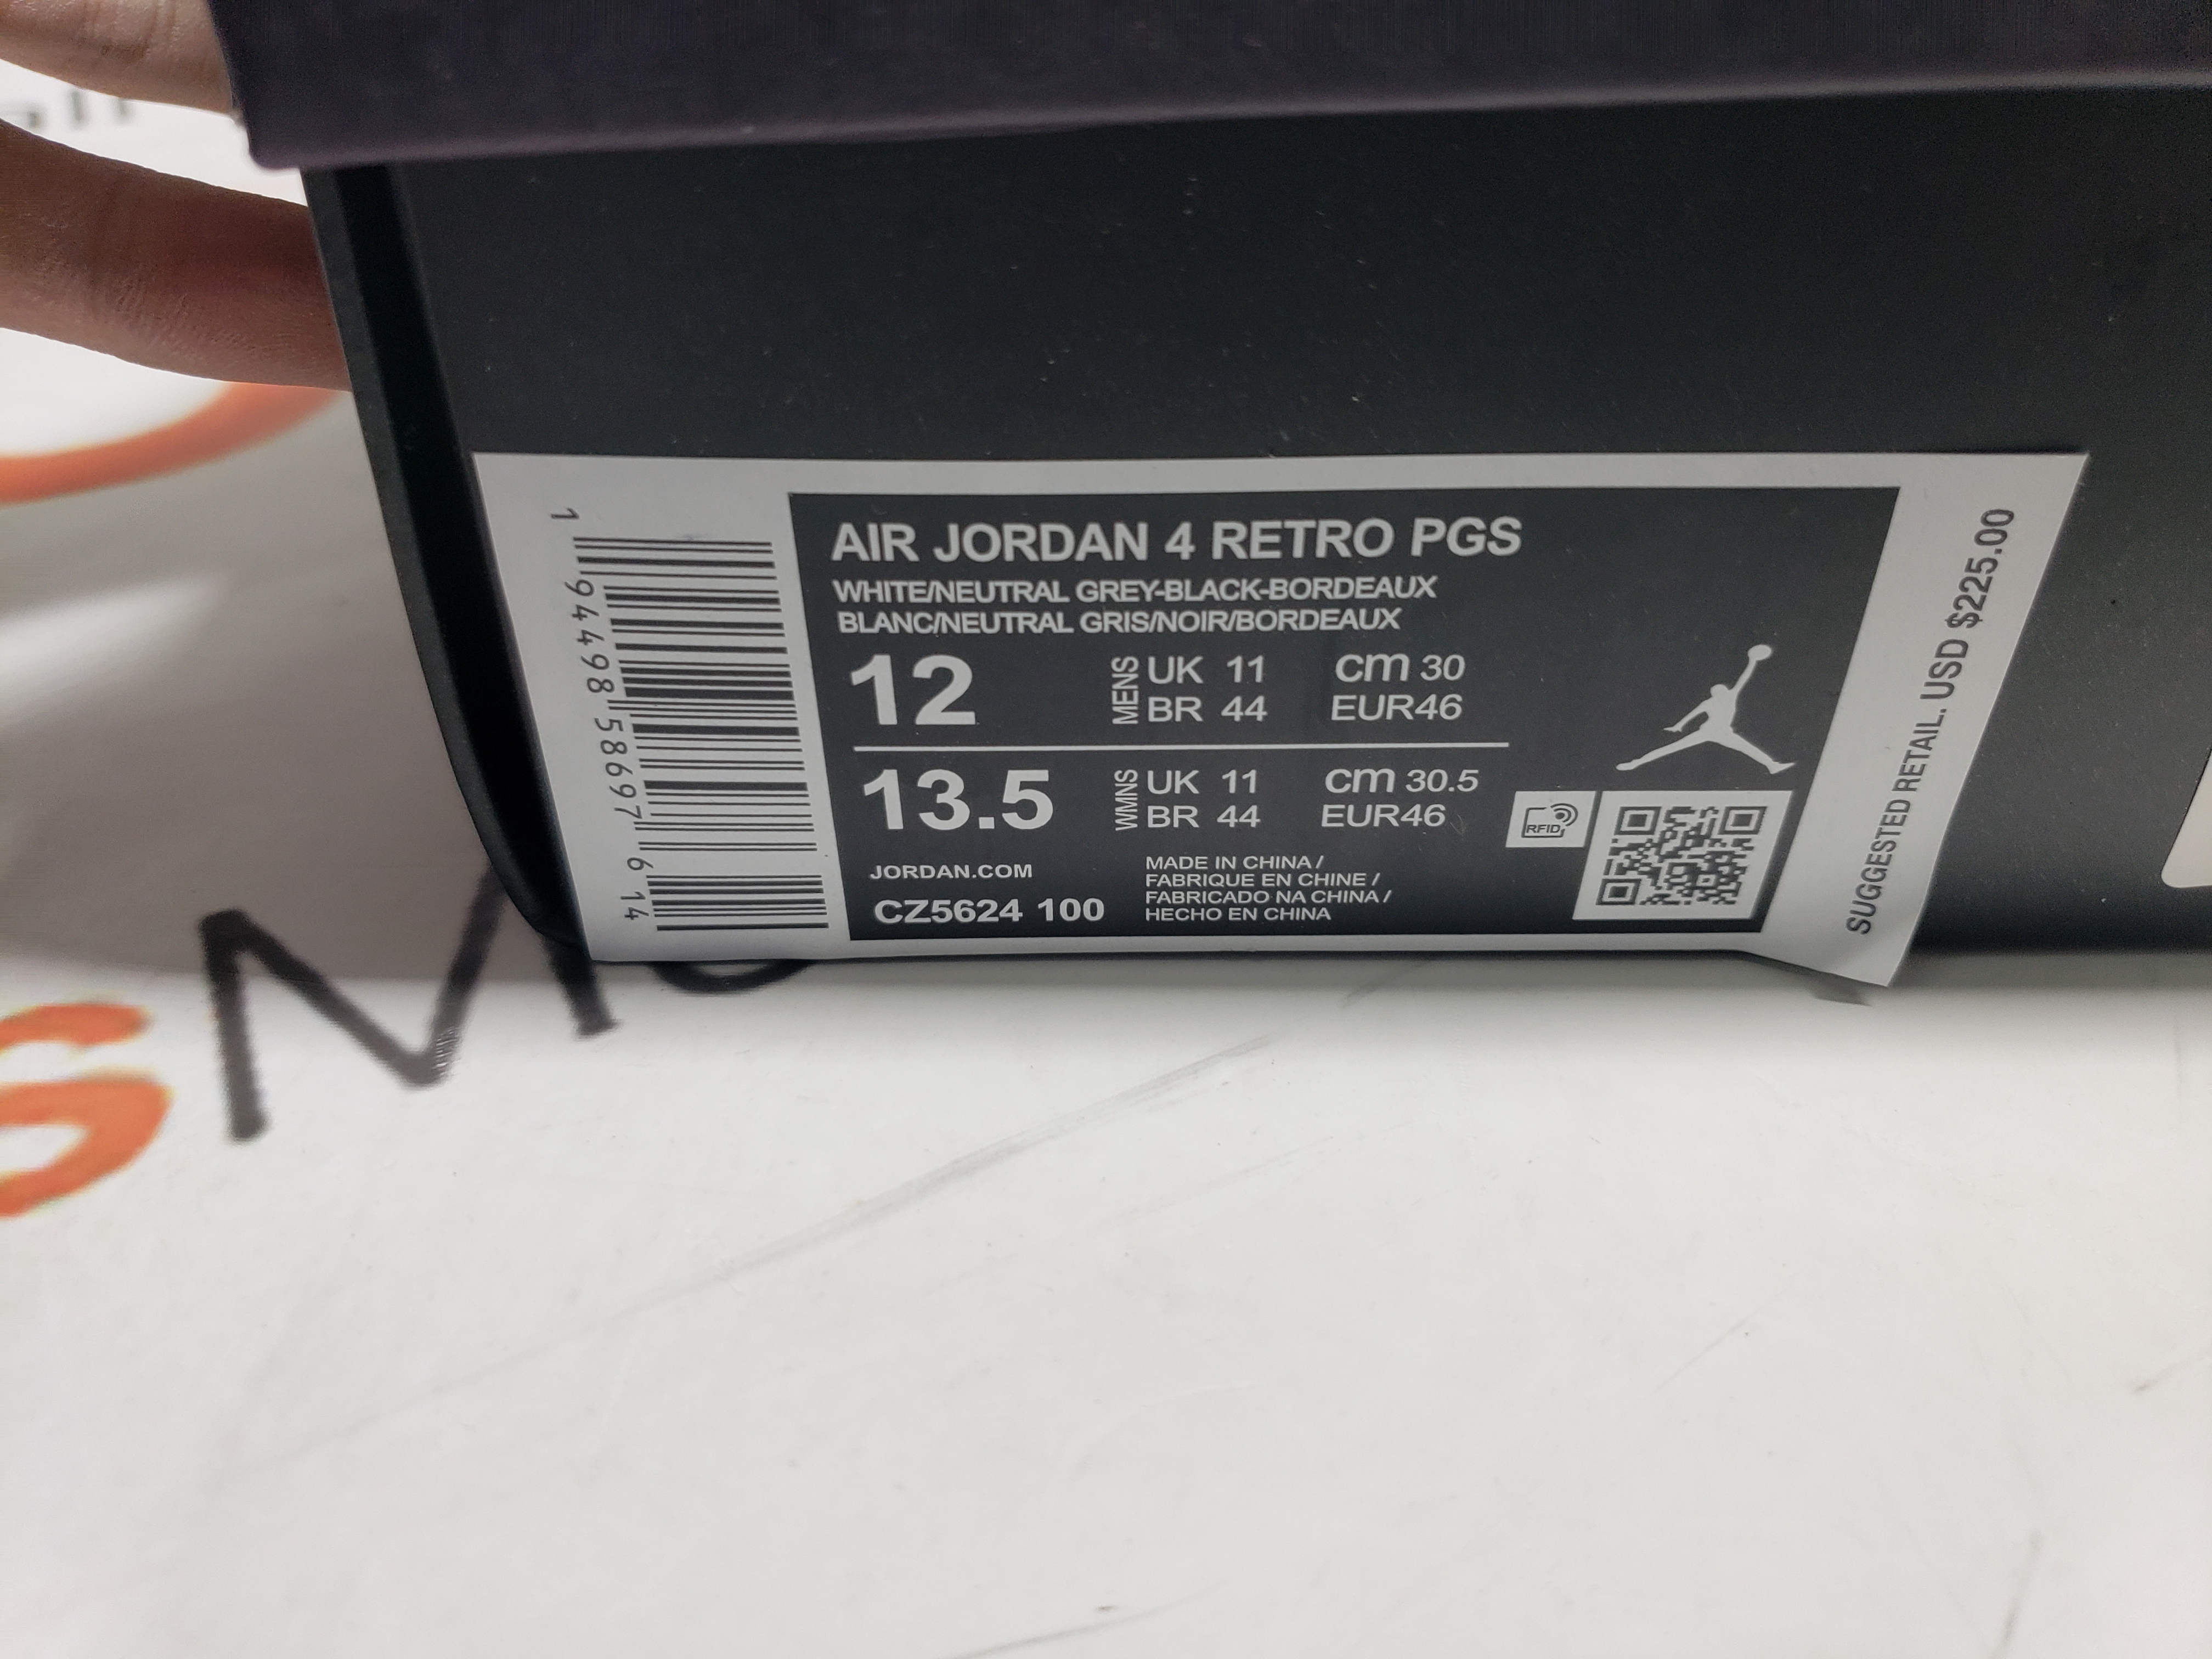 AIR JORDAN 4 RETRO PGS
WHITE/NEUTRAL GREY-BLACK-BORDEAUX
BLANC/NEUTRAL GRIS/NOIR/BORDEAUX
12 MENS UK 11 cm 30
BR 44 EUR46
13.5 WMNS UK 11 cm 30.5
BR 44 EUR46
RFID
JORDAN.COM
CZ5624 100
MADE IN CHINA /
FABRIQUE EN CHINE /
FABRICADO NA CHINA /
HECHO EN CHINA
1 94498 58697 6 14
SUGGESTED RETAIL. USD $225.00